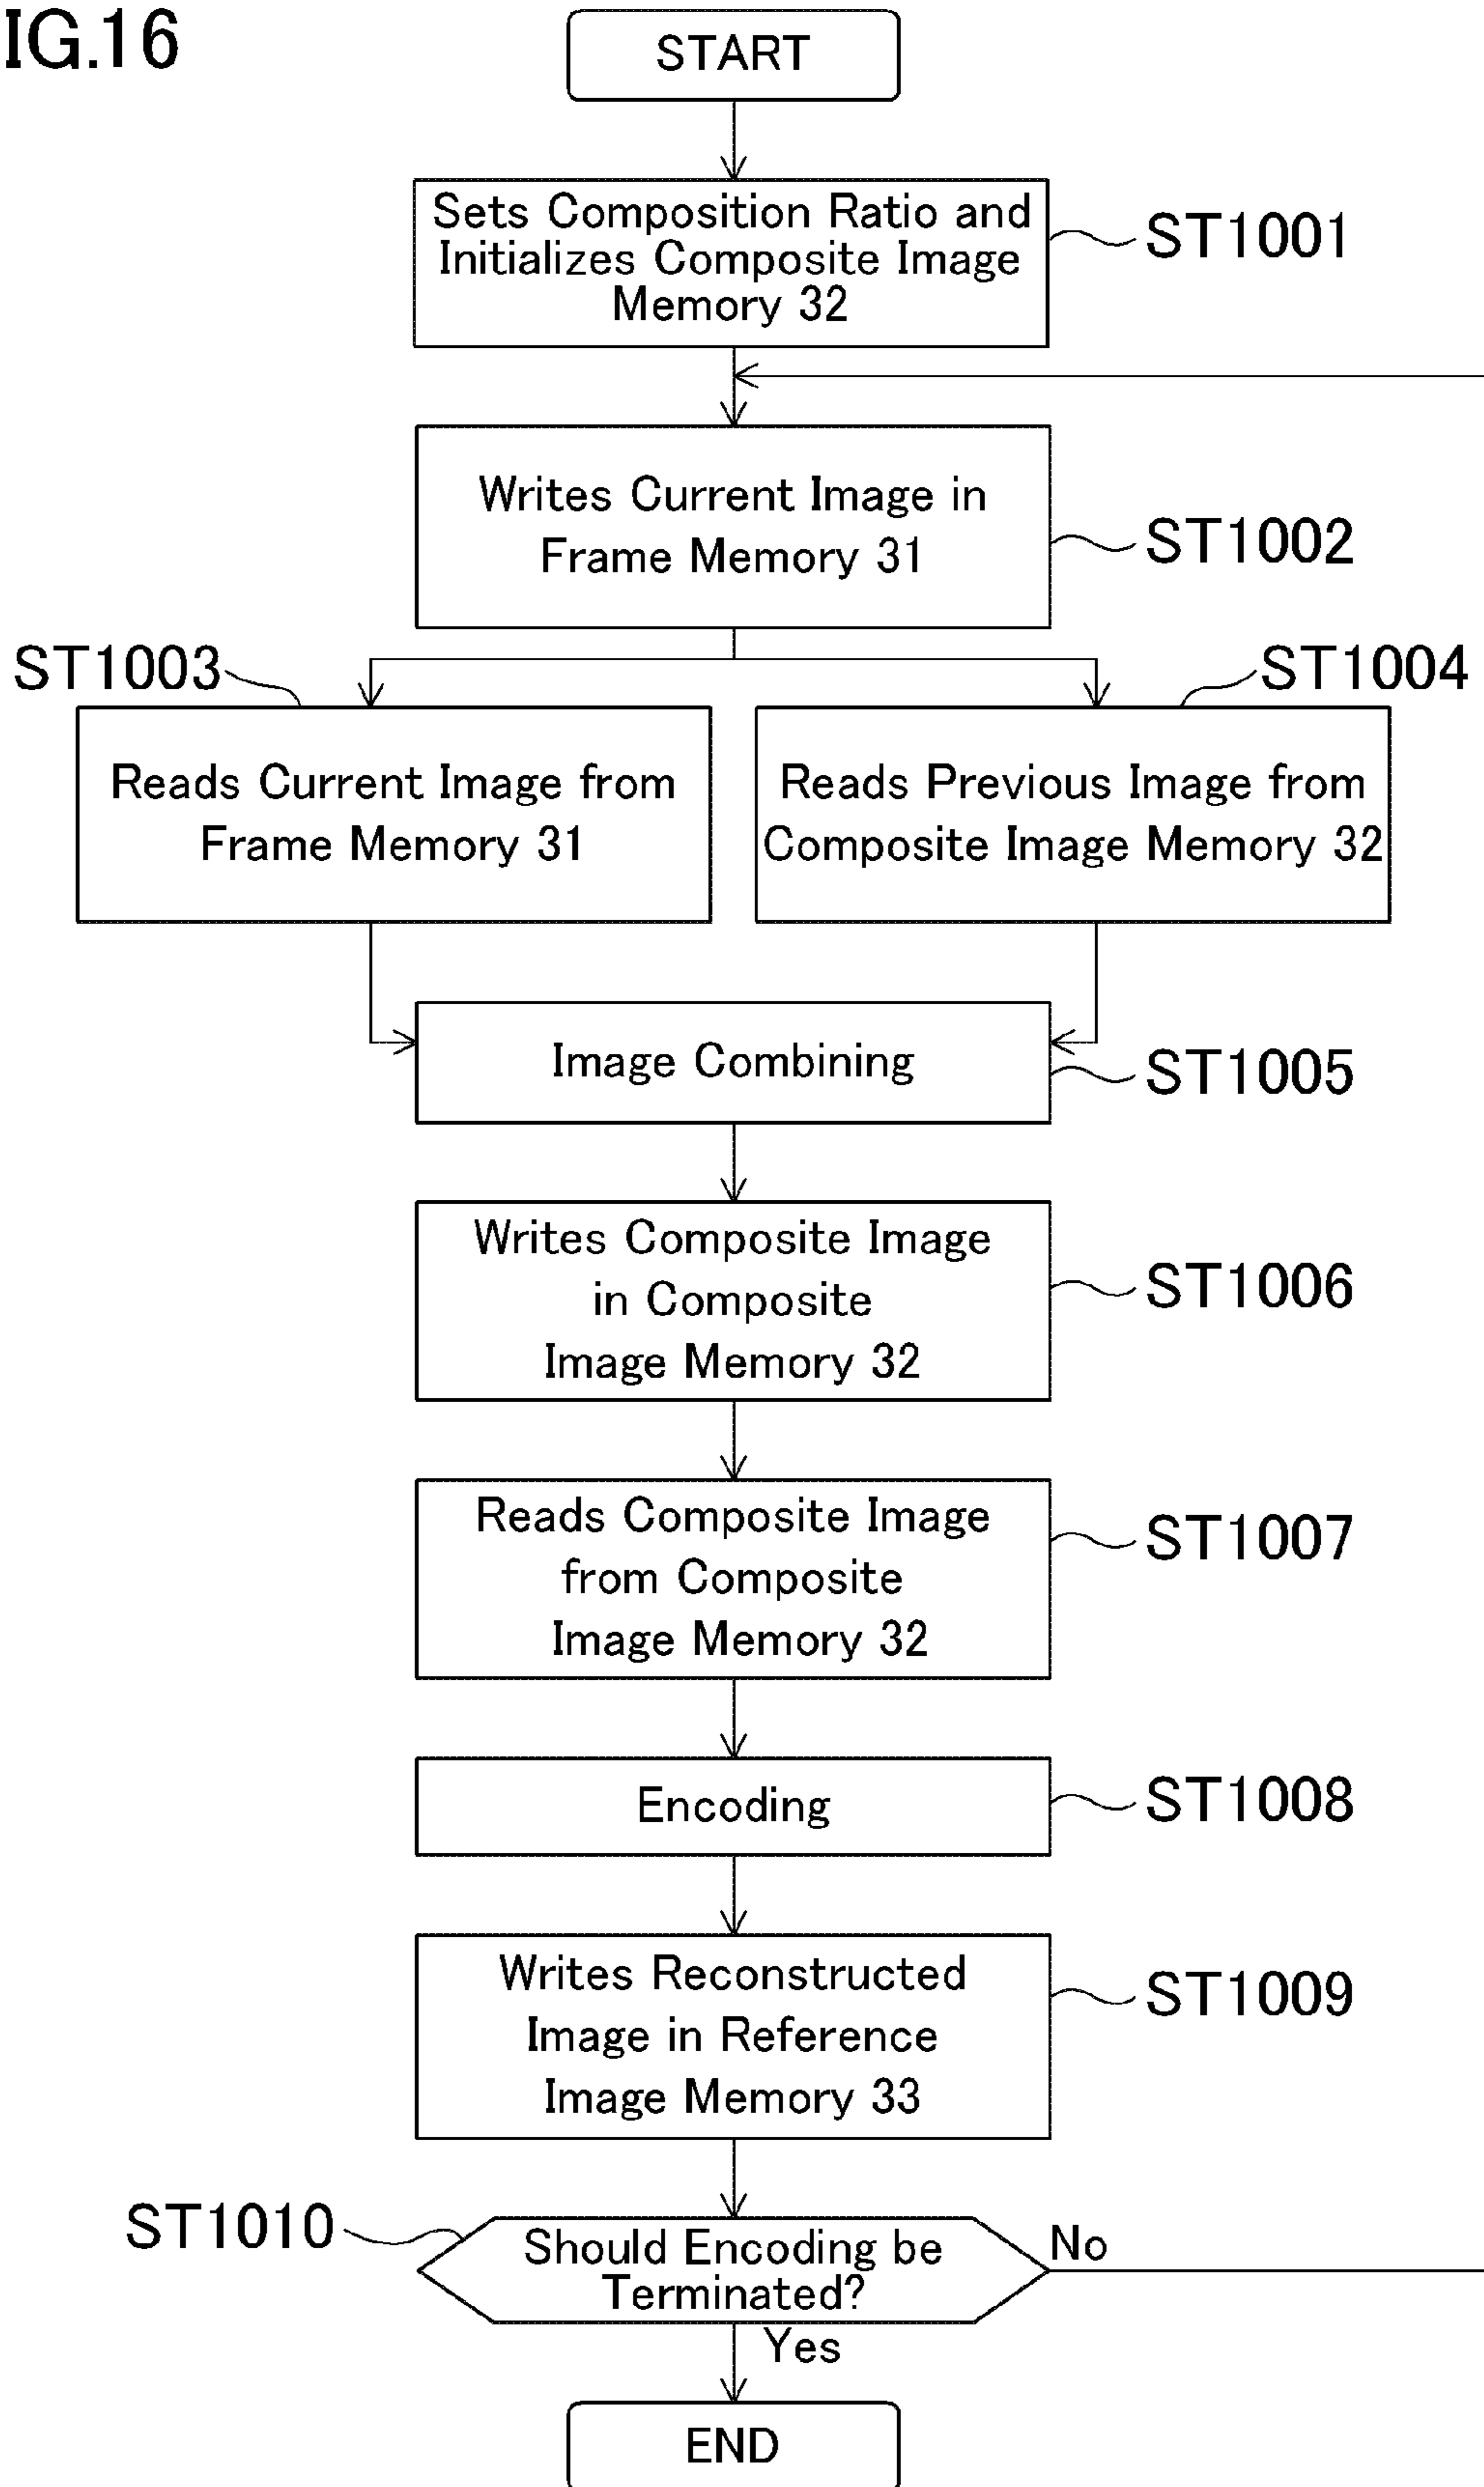 IG.16
START
Sets Composition Ratio and
Initializes Composite Image
Memory 32
ST1001
Writes Current Image in
Frame Memory 31
ST1002
ST1003
ST1004
Reads Current Image from
Frame Memory 31
Reads Previous Image from
Composite Image Memory 32
Image Combining
ST1005
Writes Composite Image
in Composite
Image Memory 32
ST1006
Reads Composite Image
from Composite
Image Memory 32
ST1007
Encoding
ST1008
Writes Reconstructed
Image in Reference
Image Memory 33
ST1009
ST1010
Should Encoding be
Terminated?
No
Yes
END